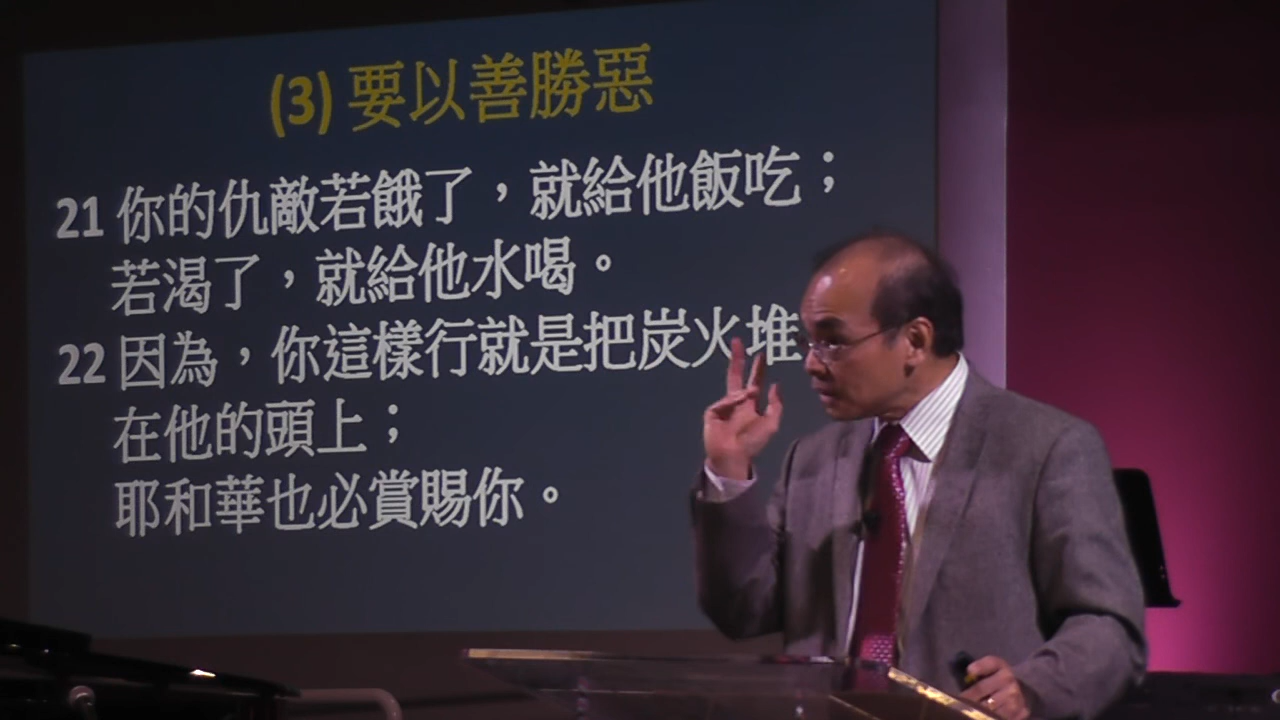 (3) 要以善勝惡
21 你的仇敵若餓了，就給他飯吃；
若渴了，就給他水喝。
22 因為，你這樣行就是把炭火堆
在他的頭上；
耶和華也必賞賜你。